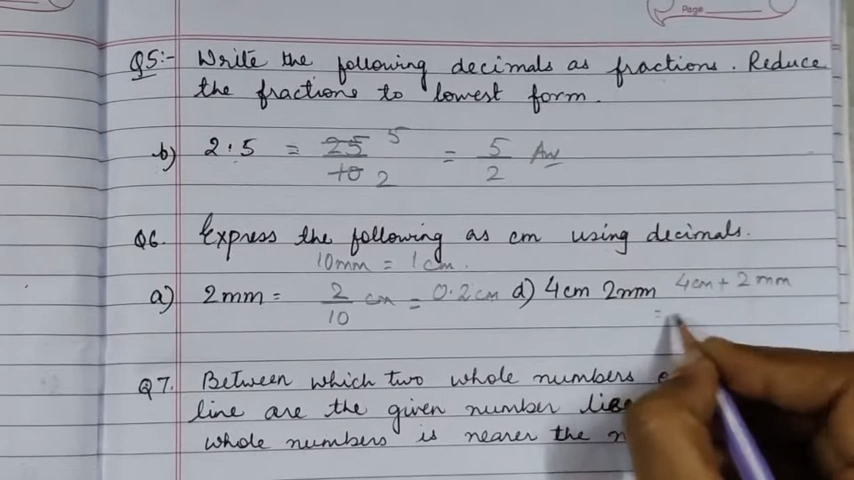 Page
Q5:- Write the following decimals as fractions. Reduce
the fractions to lowest form.
b) 2.5 = 25/10 5 2 = 5/2 Ans
Q6. Express the following as cm using decimals.
10mm = 1cm.
a) 2mm = 2/10 cm = 0.2cm d) 4cm 2mm 4cm + 2mm
=
Q7. Between which two whole numbers
line are the given number lies
whole numbers is nearer the